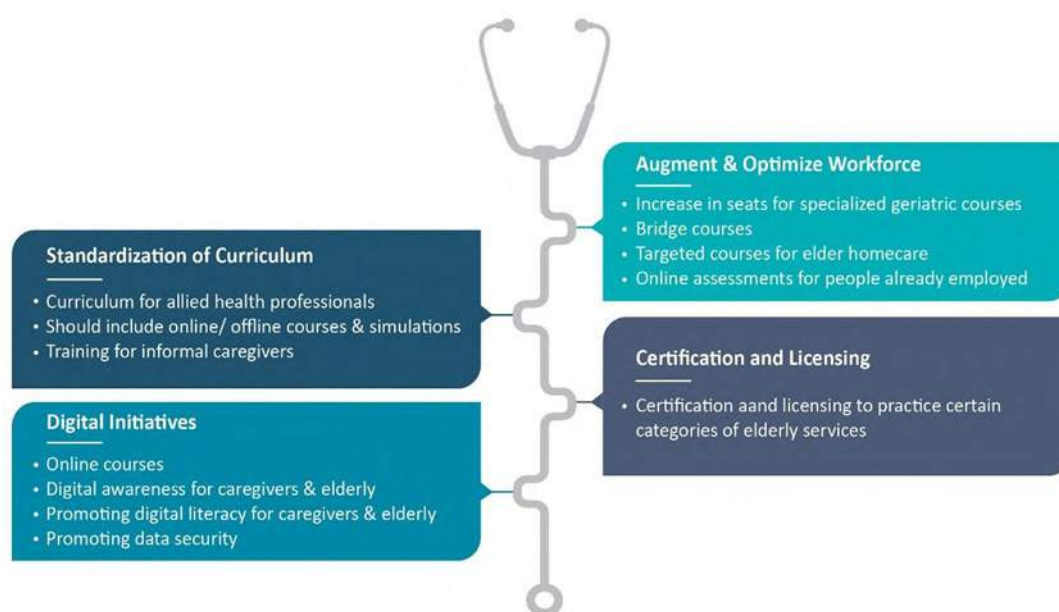 Augment & Optimize Workforce
• Increase in seats for specialized geriatric courses
• Bridge courses
• Targeted courses for elder homecare
• Online assessments for people already employed
Standardization of Curriculum
• Curriculum for allied health professionals
• Should include online/ offline courses & simulations
• Training for informal caregivers
Certification and Licensing
• Certification aand licensing to practice certain
categories of elderly services
Digital Initiatives
• Online courses
• Digital awareness for caregivers & elderly
• Promoting digital literacy for caregivers & elderly
• Promoting data security